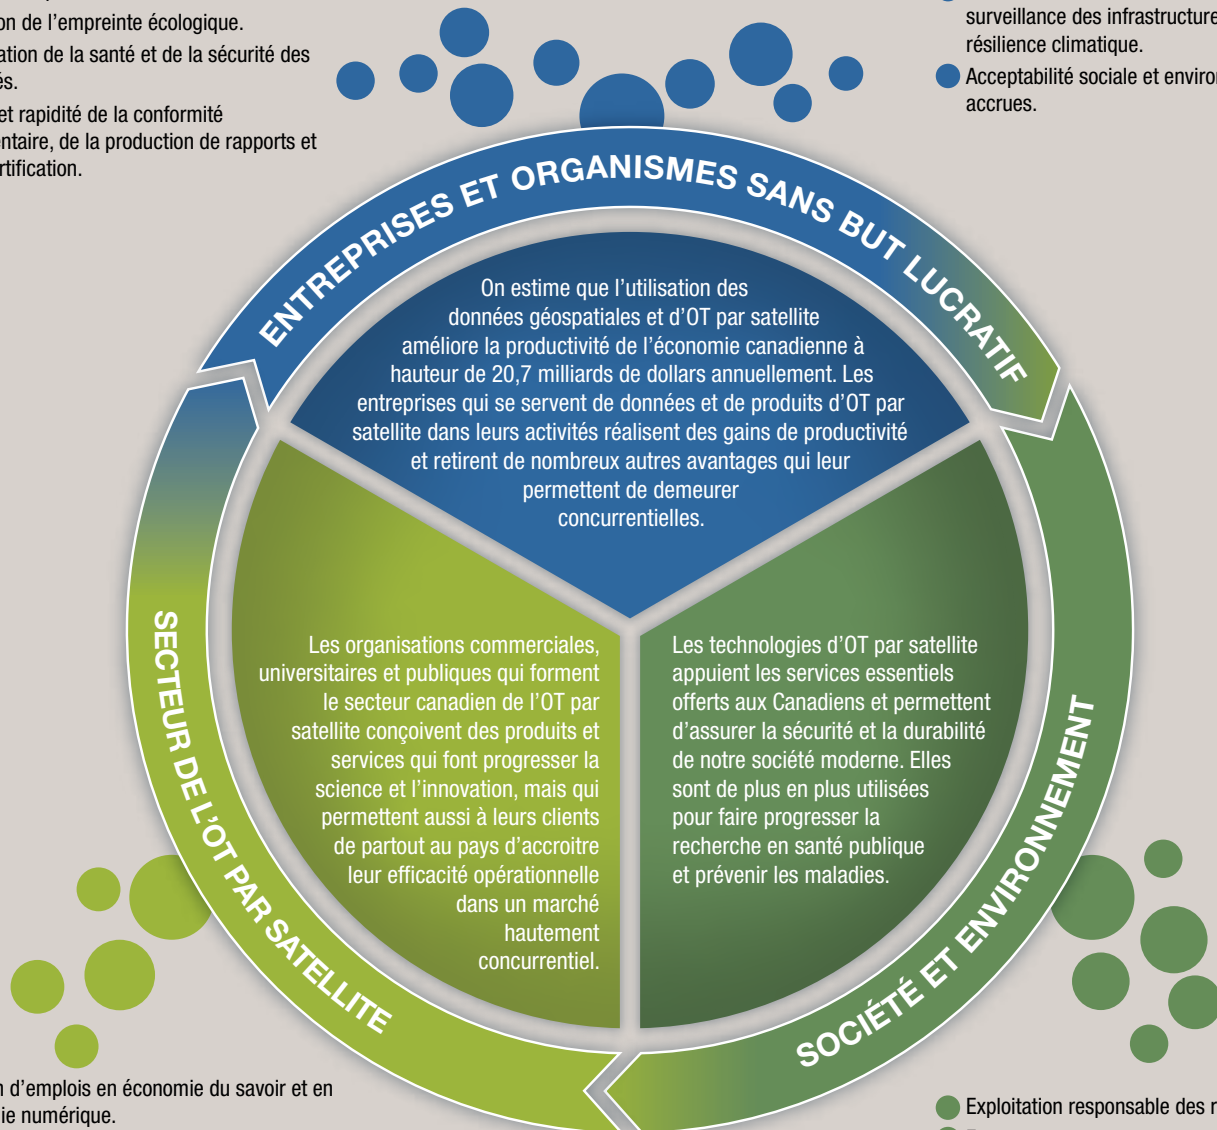 on de l'empreinte écologique.
ation de la santé et de la sécurité des
és.
et rapidité de la conformité
entaire, de la production de rapports et
rtification.
surveillance des infrastructure
résilience climatique.
Acceptabilité sociale et enviro
accrues.
ENTREPRISES ET ORGANISMES SANS BUT LUCRATIF
On estime que l'utilisation des
données géospatiales et d'OT par satellite
améliore la productivité de l'économie canadienne à
hauteur de 20,7 milliards de dollars annuellement. Les
entreprises qui se servent de données et de produits d'OT par
satellite dans leurs activités réalisent des gains de productivité
et retirent de nombreux autres avantages qui leur
permettent de demeurer
concurrentielles.
SECTEUR DE L'OT PAR SATELLITE
Les organisations commerciales,
universitaires et publiques qui forment
le secteur canadien de l'OT par
satellite conçoivent des produits et
services qui font progresser la
science et l'innovation, mais qui
permettent aussi à leurs clients
de partout au pays d'accroitre
leur efficacité opérationnelle
dans un marché
hautement
concurrentiel.
Les technologies d'OT par satellite
appuient les services essentiels
offerts aux Canadiens et permettent
d'assurer la sécurité et la durabilité
de notre société moderne. Elles
sont de plus en plus utilisées
pour faire progresser la
recherche en santé publique
et prévenir les maladies.
SOCIÉTÉ ET ENVIRONNEMENT
n d'emplois en économie du savoir et en
ie numérique.
Exploitation responsable des r